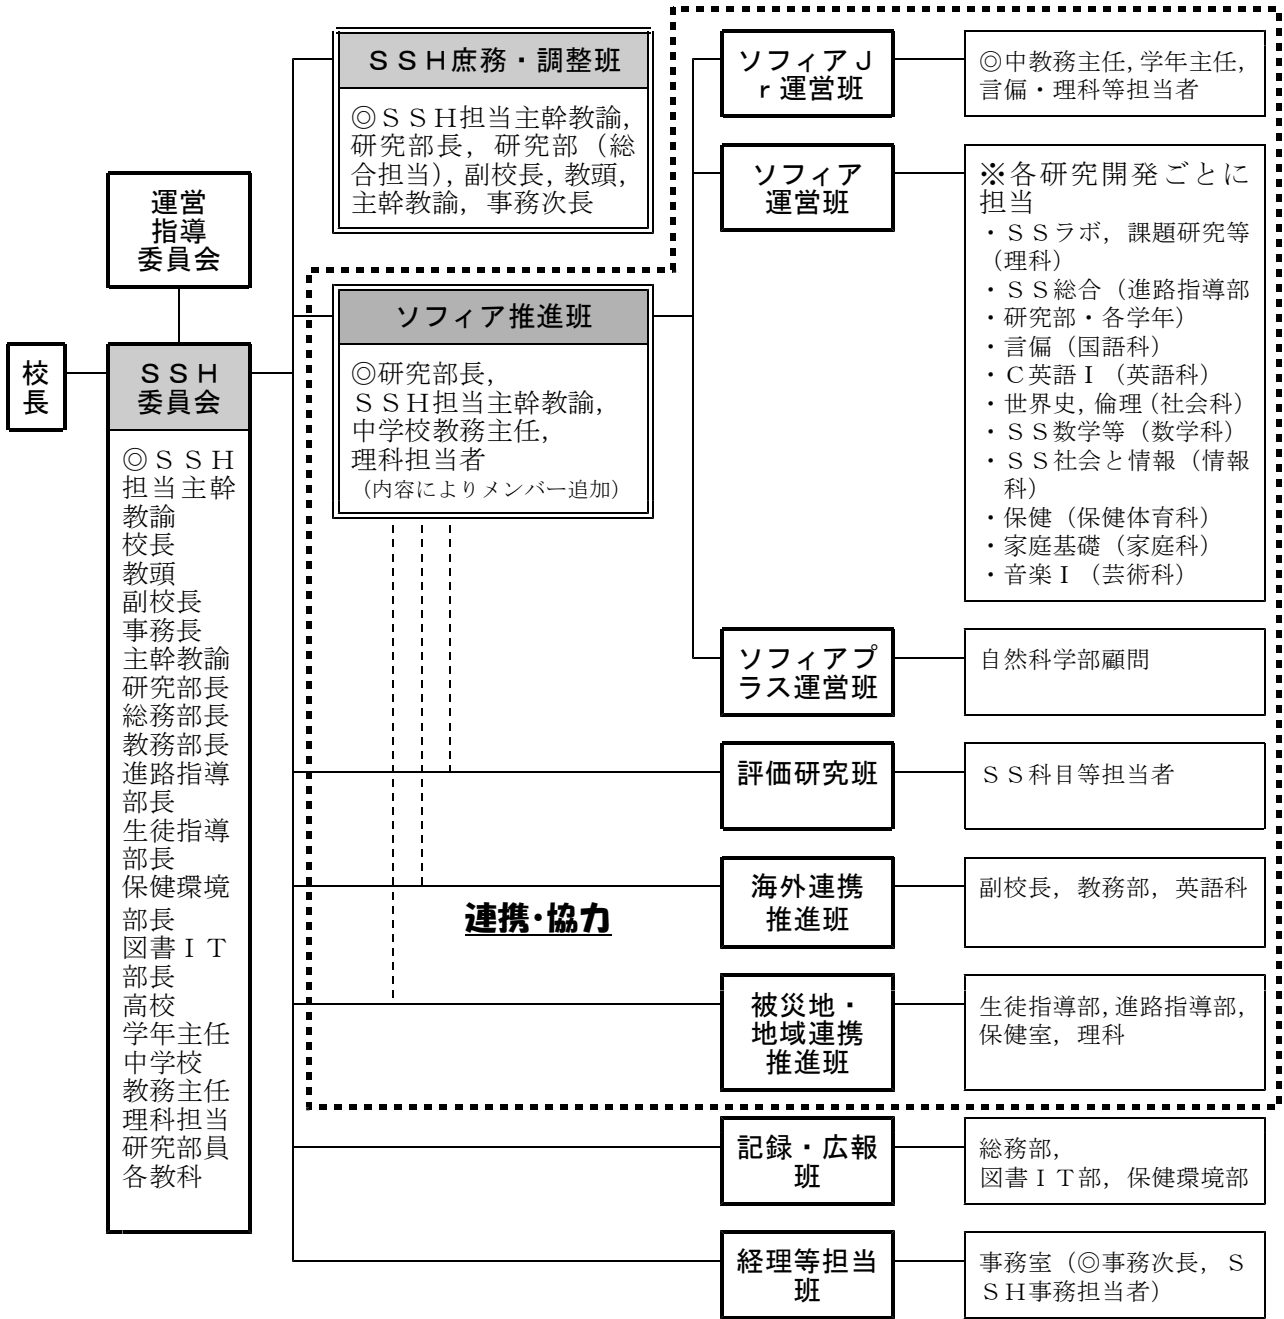 校
長
運営
指導
委員会
ＳＳＨ
委員会
◎ＳＳＨ
担当主幹
教諭
校長
教頭
副校長
事務長
主幹教諭
研究部長
総務部長
教務部長
進路指導
部長
生徒指導
部長
保健環境
部長
図書ＩＴ
部長
高校
学年主任
中学校
教務主任
理科担当
研究部員
各教科
ＳＳＨ庶務・調整班
◎ＳＳＨ担当主幹教諭，
研究部長，研究部（総
合担当），副校長，教頭，
主幹教諭，事務次長
ソフィア推進班
◎研究部長，
ＳＳＨ担当主幹教諭，
中学校教務主任，
理科担当者
（内容によりメンバー追加）
連携・協力
ソフィアＪ
ｒ運営班
◎中教務主任，学年主任，
言偏・理科等担当者
ソフィア
運営班
※各研究開発ごとに
担当
・ＳＳラボ，課題研究等
（理科）
・ＳＳ総合（進路指導部
・研究部・各学年）
・言偏（国語科）
・Ｃ英語Ⅰ（英語科）
・世界史，倫理（社会科）
・ＳＳ数学等（数学科）
・ＳＳ社会と情報（情報
科）
・保健（保健体育科）
・家庭基礎（家庭科）
・音楽Ⅰ（芸術科）
ソフィアプ
ラス運営班
自然科学部顧問
評価研究班
ＳＳ科目等担当者
海外連携
推進班
副校長，教務部，英語科
被災地・
地域連携
推進班
生徒指導部，進路指導部，
保健室，理科
記録・広報
班
総務部，
図書ＩＴ部，保健環境部
経理等担当
班
事務室（◎事務次長，Ｓ
ＳＨ事務担当者）